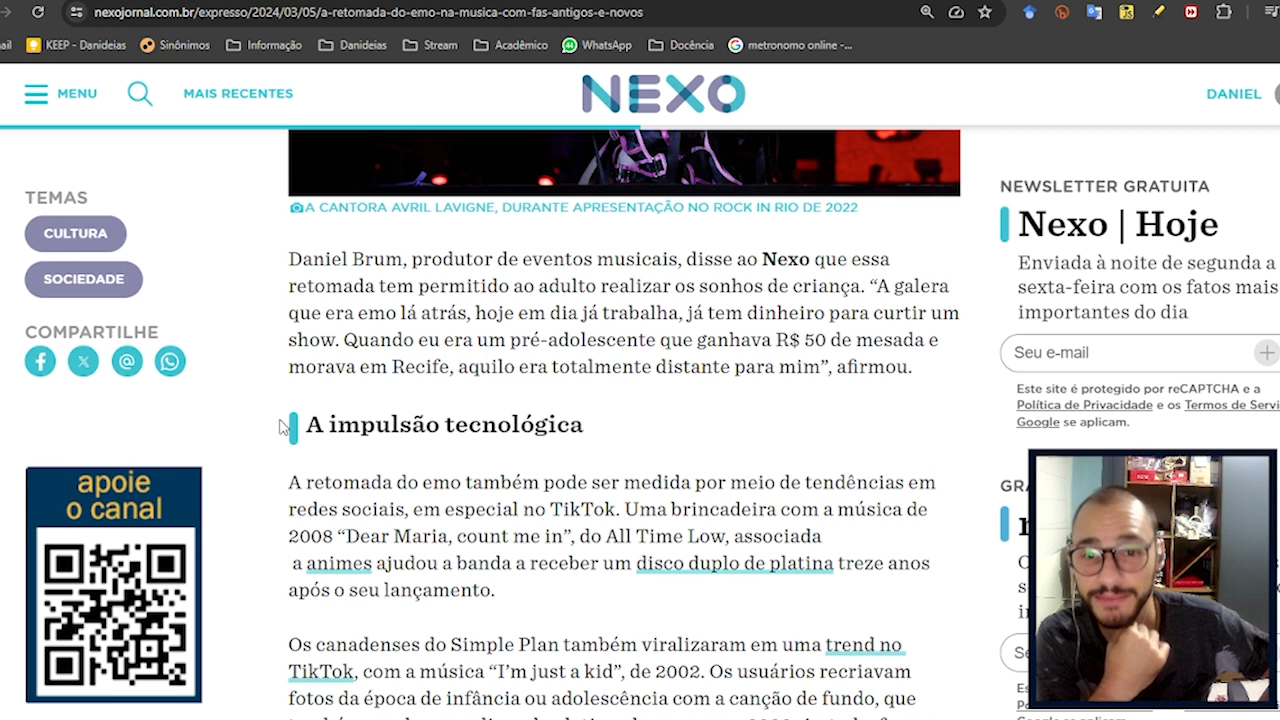 nexojornal.com.br/expresso/2024/03/05/a-retomada-do-emo-na-musica-com-fas-antigos-e-novos
ail KEEP - Danideias Sinônimos Informação Danideias Stream Acadêmico WhatsApp Docência metronomo online -...
MENU
MAIS RECENTES
NEXO
DANIEL
TEMAS
CULTURA
SOCIEDADE
COMPARTILHE
apoie
o canal
A CANTORA AVRIL LAVIGNE, DURANTE APRESENTAÇÃO NO ROCK IN RIO DE 2022
Daniel Brum, produtor de eventos musicais, disse ao Nexo que essa
retomada tem permitido ao adulto realizar os sonhos de criança. “A galera
que era emo lá atrás, hoje em dia já trabalha, já tem dinheiro para curtir um
show. Quando eu era um pré-adolescente que ganhava R$ 50 de mesada e
morava em Recife, aquilo era totalmente distante para mim”, afirmou.
A impulsão tecnológica
A retomada do emo também pode ser medida por meio de tendências em
redes sociais, em especial no TikTok. Uma brincadeira com a música de
2008 “Dear Maria, count me in”, do All Time Low, associada
a animes ajudou a banda a receber um disco duplo de platina treze anos
após o seu lançamento.
Os canadenses do Simple Plan também viralizaram em uma trend no
TikTok, com a música “I’m just a kid”, de 2002. Os usuários recriavam
fotos da época de infância ou adolescência com a canção de fundo, que
NEWSLETTER GRATUITA
Nexo | Hoje
Enviada à noite de segunda a
sexta-feira com os fatos mais
importantes do dia
Seu e-mail
Este site é protegido por reCAPTCHA e a
Política de Privacidade e os Termos de Servi
Google se aplicam.